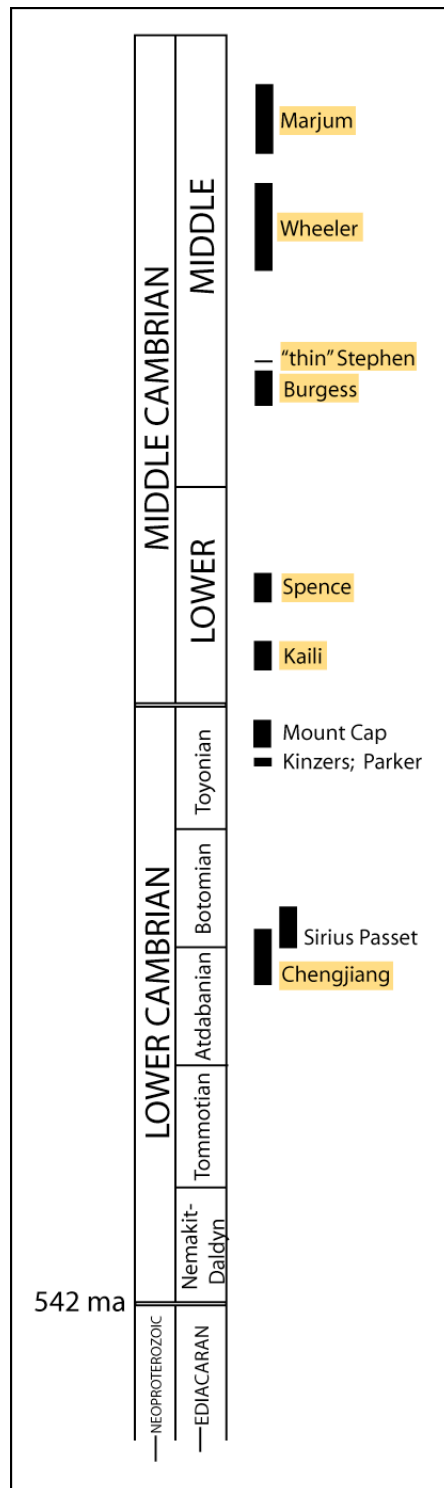 Marjum
Wheeler
“thin” Stephen
Burgess
Spence
Kaili
Mount Cap
Kinzers; Parker
Sirius Passet
Chengjiang
MIDDLE CAMBRIAN
MIDDLE
LOWER
LOWER CAMBRIAN
Toyonian
Botomian
Atdabanian
Tommotian
Nemakit-
Daldyn
542 ma
NEOPROTEROZOIC
EDIACARAN